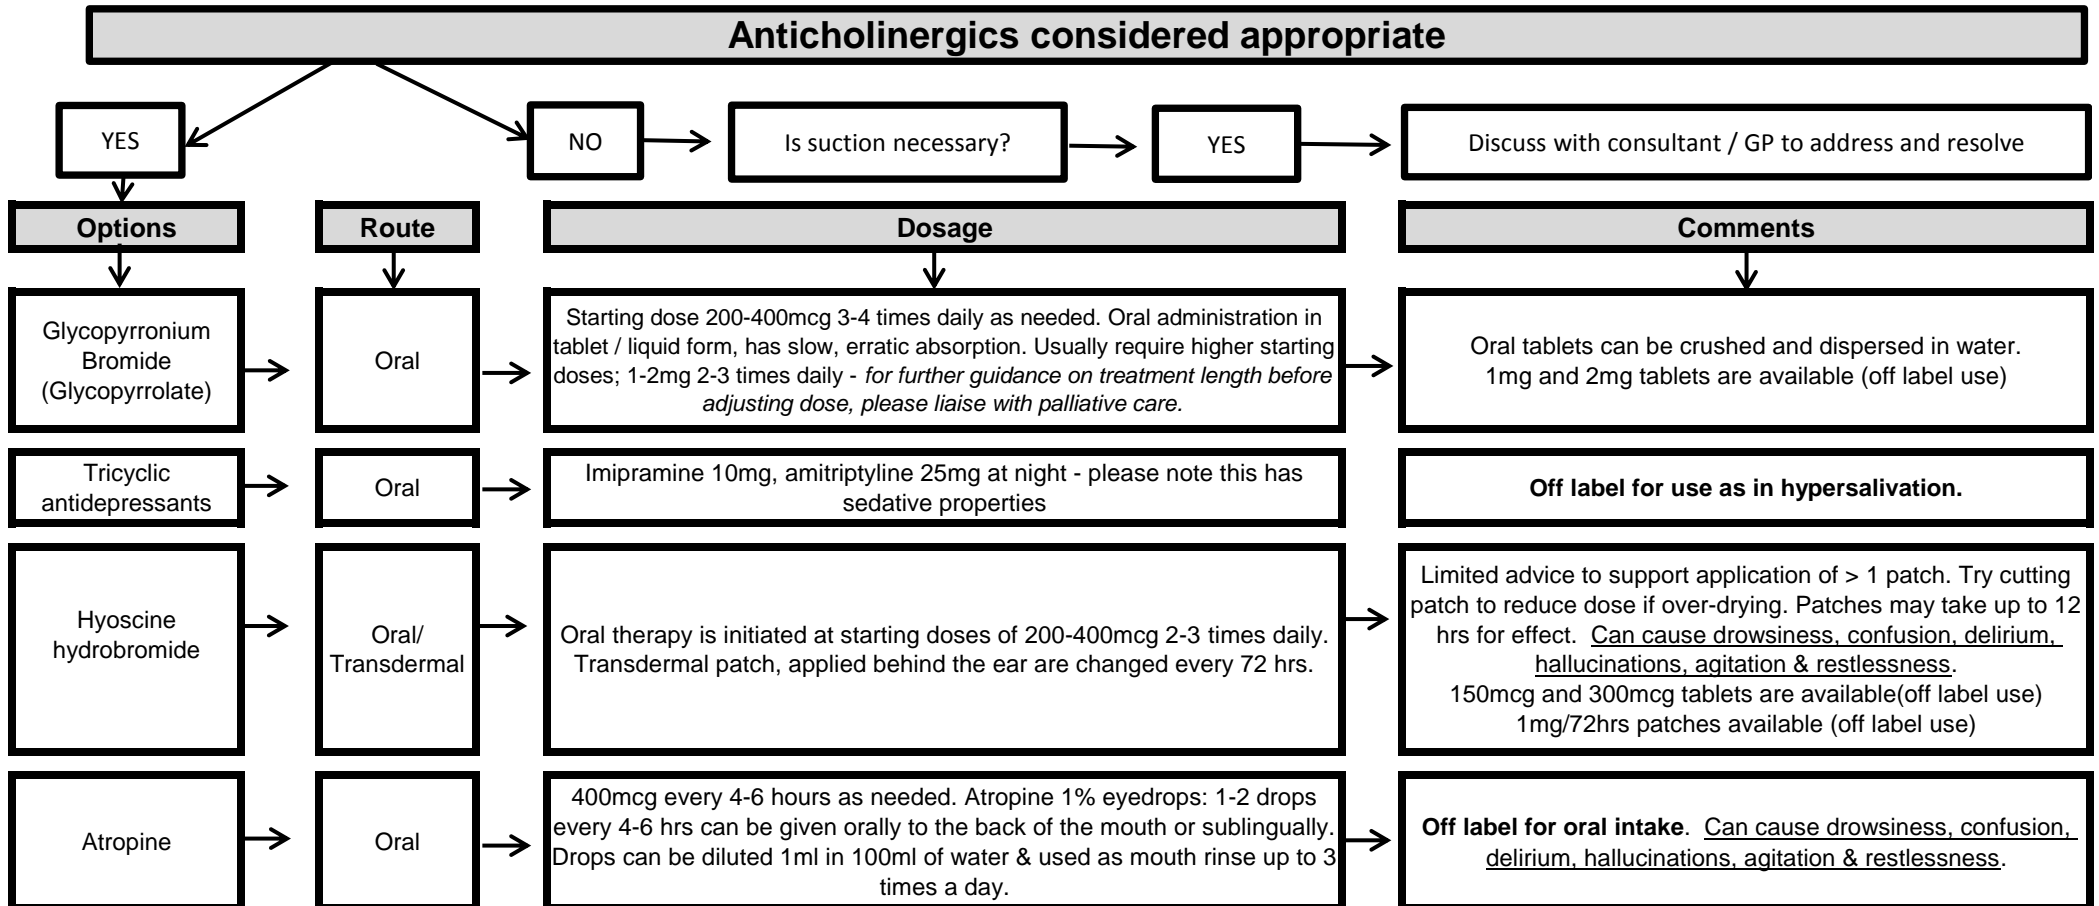 Anticholinergics considered appropriate
YES
NO
Is suction necessary?
YES
Discuss with consultant / GP to address and resolve
Options
Route
Dosage
Comments
Glycopyrronium
Bromide
(Glycopyrrolate)
Oral
Starting dose 200-400mcg 3-4 times daily as needed. Oral administration in
tablet / liquid form, has slow, erratic absorption. Usually require higher starting
doses; 1-2mg 2-3 times daily - for further guidance on treatment length before
adjusting dose, please liaise with palliative care.
Oral tablets can be crushed and dispersed in water.
1mg and 2mg tablets are available (off label use)
Tricyclic
antidepressants
Oral
Imipramine 10mg, amitriptyline 25mg at night - please note this has
sedative properties
Off label for use as in hypersalivation.
Hyoscine
hydrobromide
Oral/
Transdermal
Oral therapy is initiated at starting doses of 200-400mcg 2-3 times daily.
Transdermal patch, applied behind the ear are changed every 72 hrs.
Limited advice to support application of > 1 patch. Try cutting
patch to reduce dose if over-drying. Patches may take up to 12
hrs for effect. Can cause drowsiness, confusion, delirium,
hallucinations, agitation & restlessness.
150mcg and 300mcg tablets are available(off label use)
1mg/72hrs patches available (off label use)
Atropine
Oral
400mcg every 4-6 hours as needed. Atropine 1% eyedrops: 1-2 drops
every 4-6 hrs can be given orally to the back of the mouth or sublingually.
Drops can be diluted 1ml in 100ml of water & used as mouth rinse up to 3
times a day.
Off label for oral intake. Can cause drowsiness, confusion,
delirium, hallucinations, agitation & restlessness.